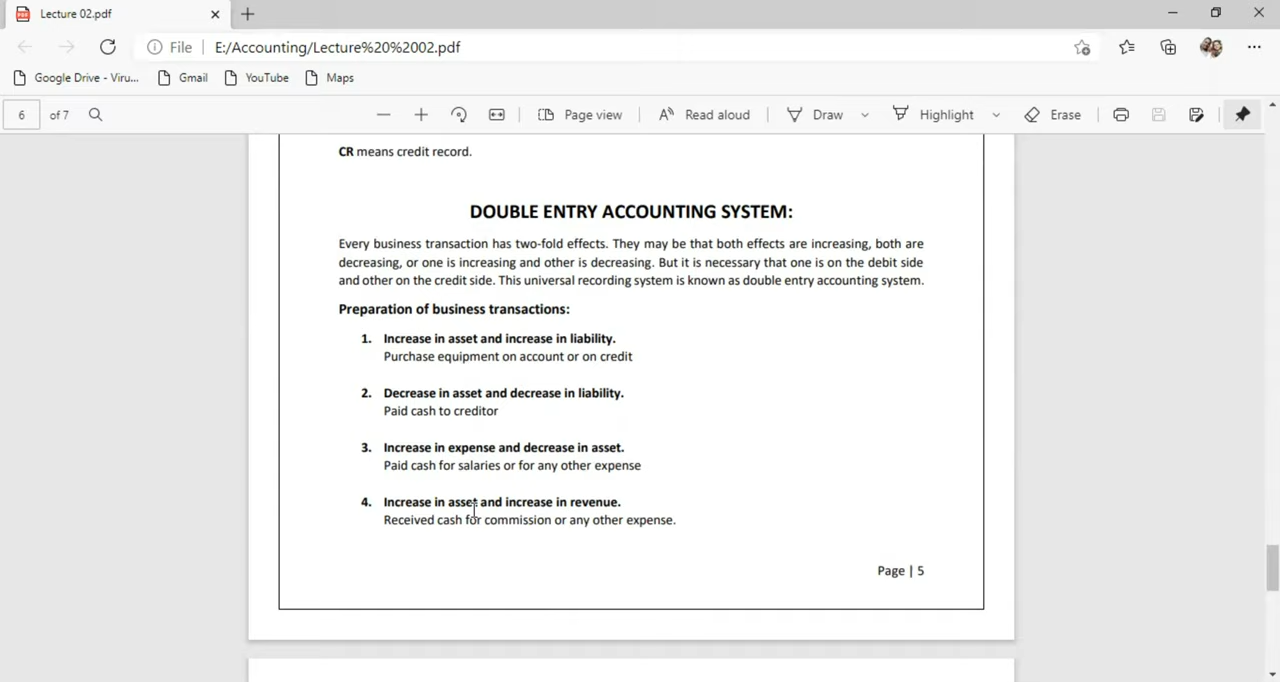 Lecture 02.pdf
File
E:/Accounting/Lecture%20%2002.pdf
Google Drive - Viru...
Gmail
YouTube
Maps
6
of 7
Page view
Read aloud
Draw
Highlight
Erase
CR means credit record.
DOUBLE ENTRY ACCOUNTING SYSTEM:
Every business transaction has two-fold effects. They may be that both effects are increasing, both are
decreasing, or one is increasing and other is decreasing. But it is necessary that one is on the debit side
and other on the credit side. This universal recording system is known as double entry accounting system.
Preparation of business transactions:
1. Increase in asset and increase in liability.
Purchase equipment on account or on credit
2. Decrease in asset and decrease in liability.
Paid cash to creditor
3. Increase in expense and decrease in asset.
Paid cash for salaries or for any other expense
4. Increase in asset and increase in revenue.
Received cash for commission or any other expense.
Page | 5